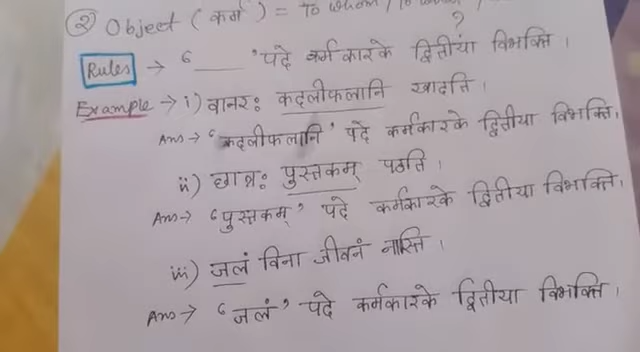 ② Object (कर्म) = To whom / To
?
Rules → ‘____’ पदे कर्मकारके द्वितीया विभक्ति ।
Example → i) वानरः कदलीफलानि खादति ।
Ans → ‘कदलीफलानि’ पदे कर्मकारके द्वितीया विभक्ति ।
ii) छात्रः पुस्तकम् पठति ।
Ans → ‘पुस्तकम्’ पदे कर्मकारके द्वितीया विभक्ति ।
iii) जलं विना जीवनं नास्ति ।
Ans → ‘जलं’ पदे कर्मकारके द्वितीया विभक्ति ।